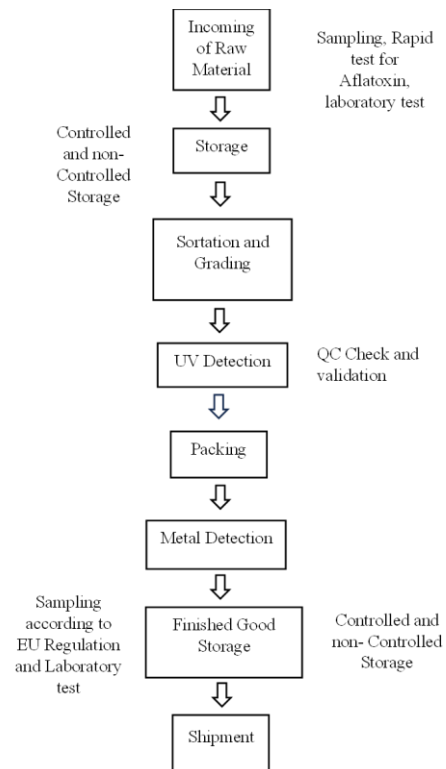 Incoming
of Raw
Material
Sampling, Rapid
test for
Aflatoxin,
laboratory test
Controlled
and non-
Controlled
Storage
Storage
Sortation and
Grading
UV Detection
QC Check and
validation
Packing
Metal Detection
Sampling
according to
EU Regulation
and Laboratory
test
Finished Good
Storage
Controlled and
non- Controlled
Storage
Shipment